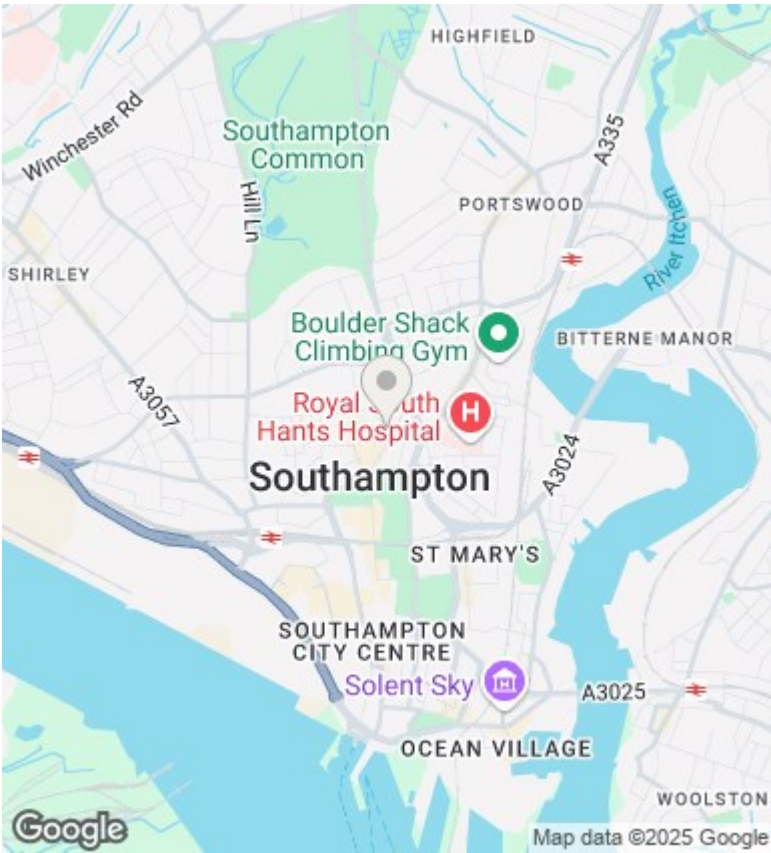 HIGHFIELD
Winchester Rd
Southampton
Common
A335
Hill Ln
PORTSWOOD
River Itchen
SHIRLEY
Boulder Shack
Climbing Gym
BITTERNE MANOR
A3057
Royal South
Hants Hospital
H
A3024
Southampton
ST MARY'S
SOUTHAMPTON
CITY CENTRE
Solent Sky
A3025
OCEAN VILLAGE
WOOLSTON
Google
Map data ©2025 Google